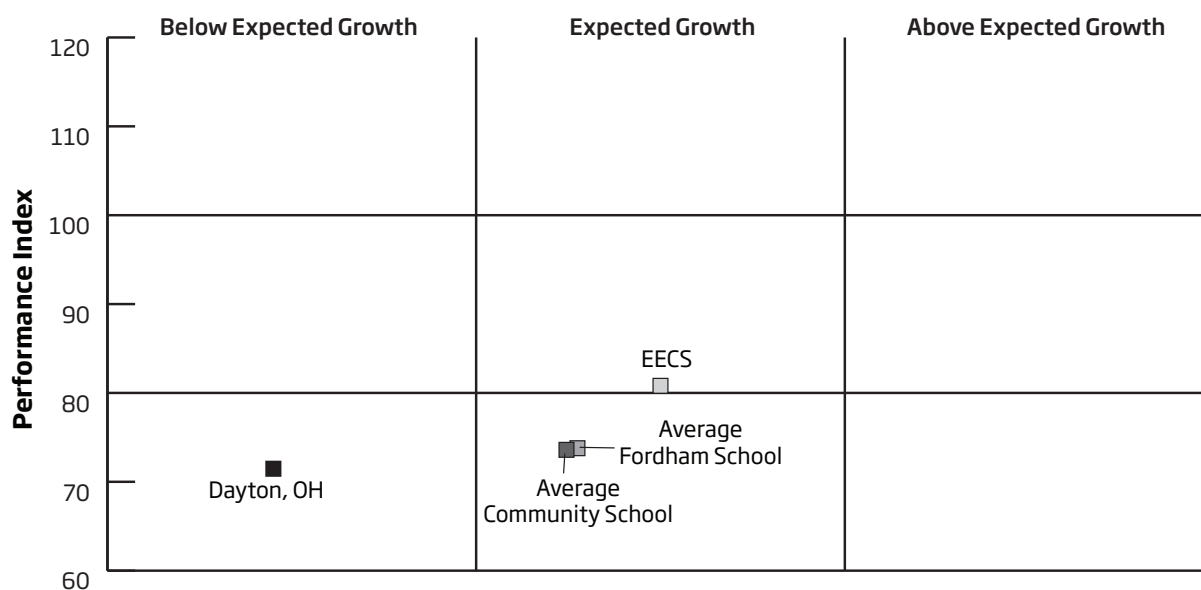 Below Expected Growth
Expected Growth
Above Expected Growth
Performance Index
120
110
100
90
80
70
60
EECS
Average
Fordham School
Dayton, OH
Average
Community School